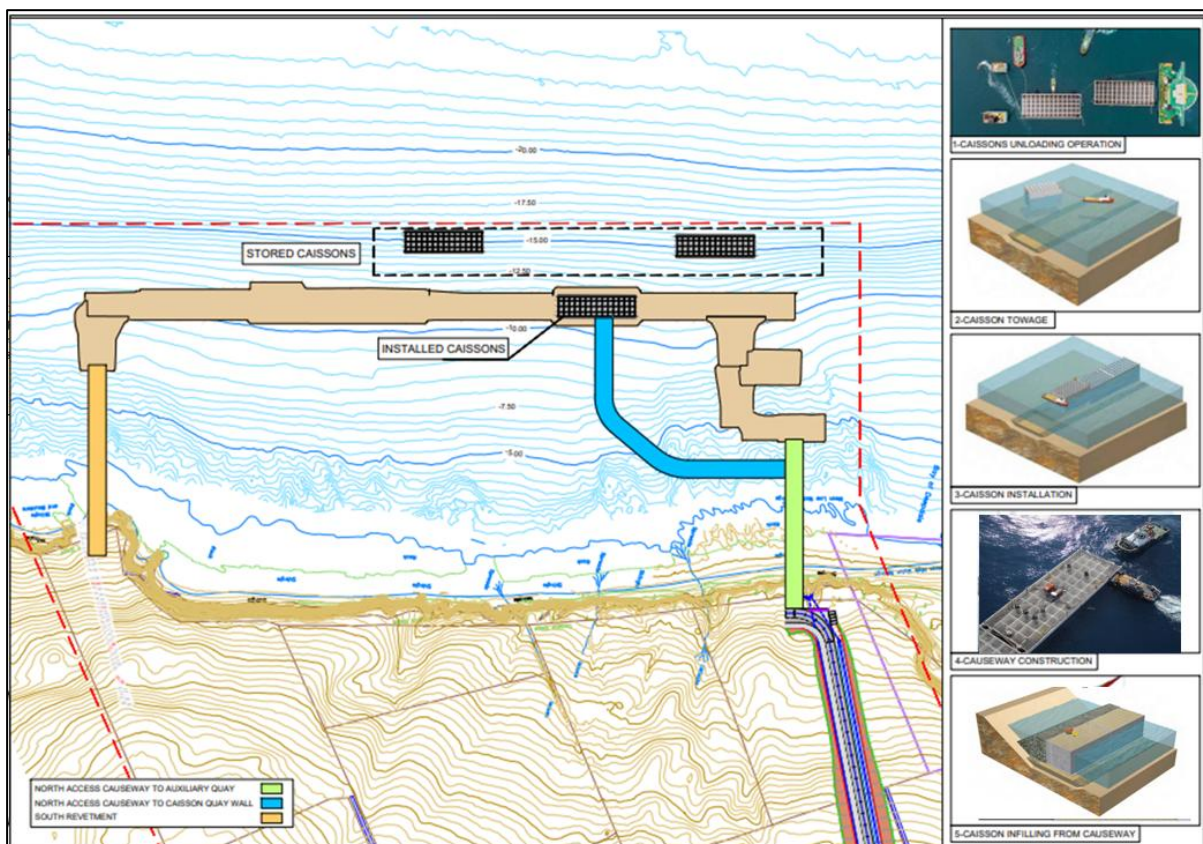 -20.00
-17.50
STORED CAISSONS
-15.00
-12.50
-10.00
INSTALLED CAISSONS
-7.50
-5.00
NORTH ACCESS CAUSEWAY TO AUXILIARY QUAY
NORTH ACCESS CAUSEWAY TO CAISSON QUAY WALL
SOUTH REVETMENT
1-CAISSONS UNLOADING OPERATION
2-CAISSON TOWAGE
3-CAISSON INSTALLATION
4-CAUSEWAY CONSTRUCTION
5-CAISSON INFILLING FROM CAUSEWAY